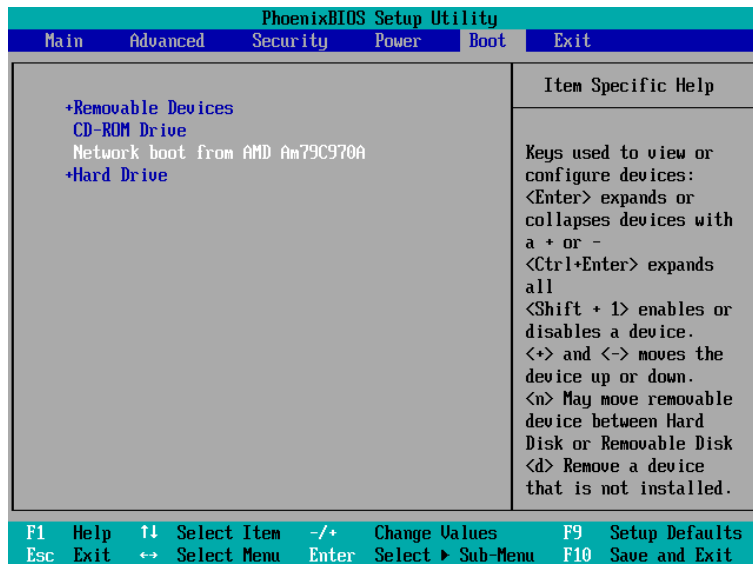 PhoenixBIOS Setup Utility
Main Advanced Security Power Boot Exit
+Removable Devices
CD-ROM Drive
Network boot from AMD Am79C970A
+Hard Drive
Item Specific Help
Keys used to view or
configure devices:
<Enter> expands or
collapses devices with
a + or -
<Ctrl+Enter> expands
all
<Shift + 1> enables or
disables a device.
<+> and <-> moves the
device up or down.
<n> May move removable
device between Hard
Disk or Removable Disk
<d> Remove a device
that is not installed.
F1 Help ↑↓ Select Item -/+ Change Values F9 Setup Defaults
Esc Exit ↔ Select Menu Enter Select ▶ Sub-Menu F10 Save and Exit